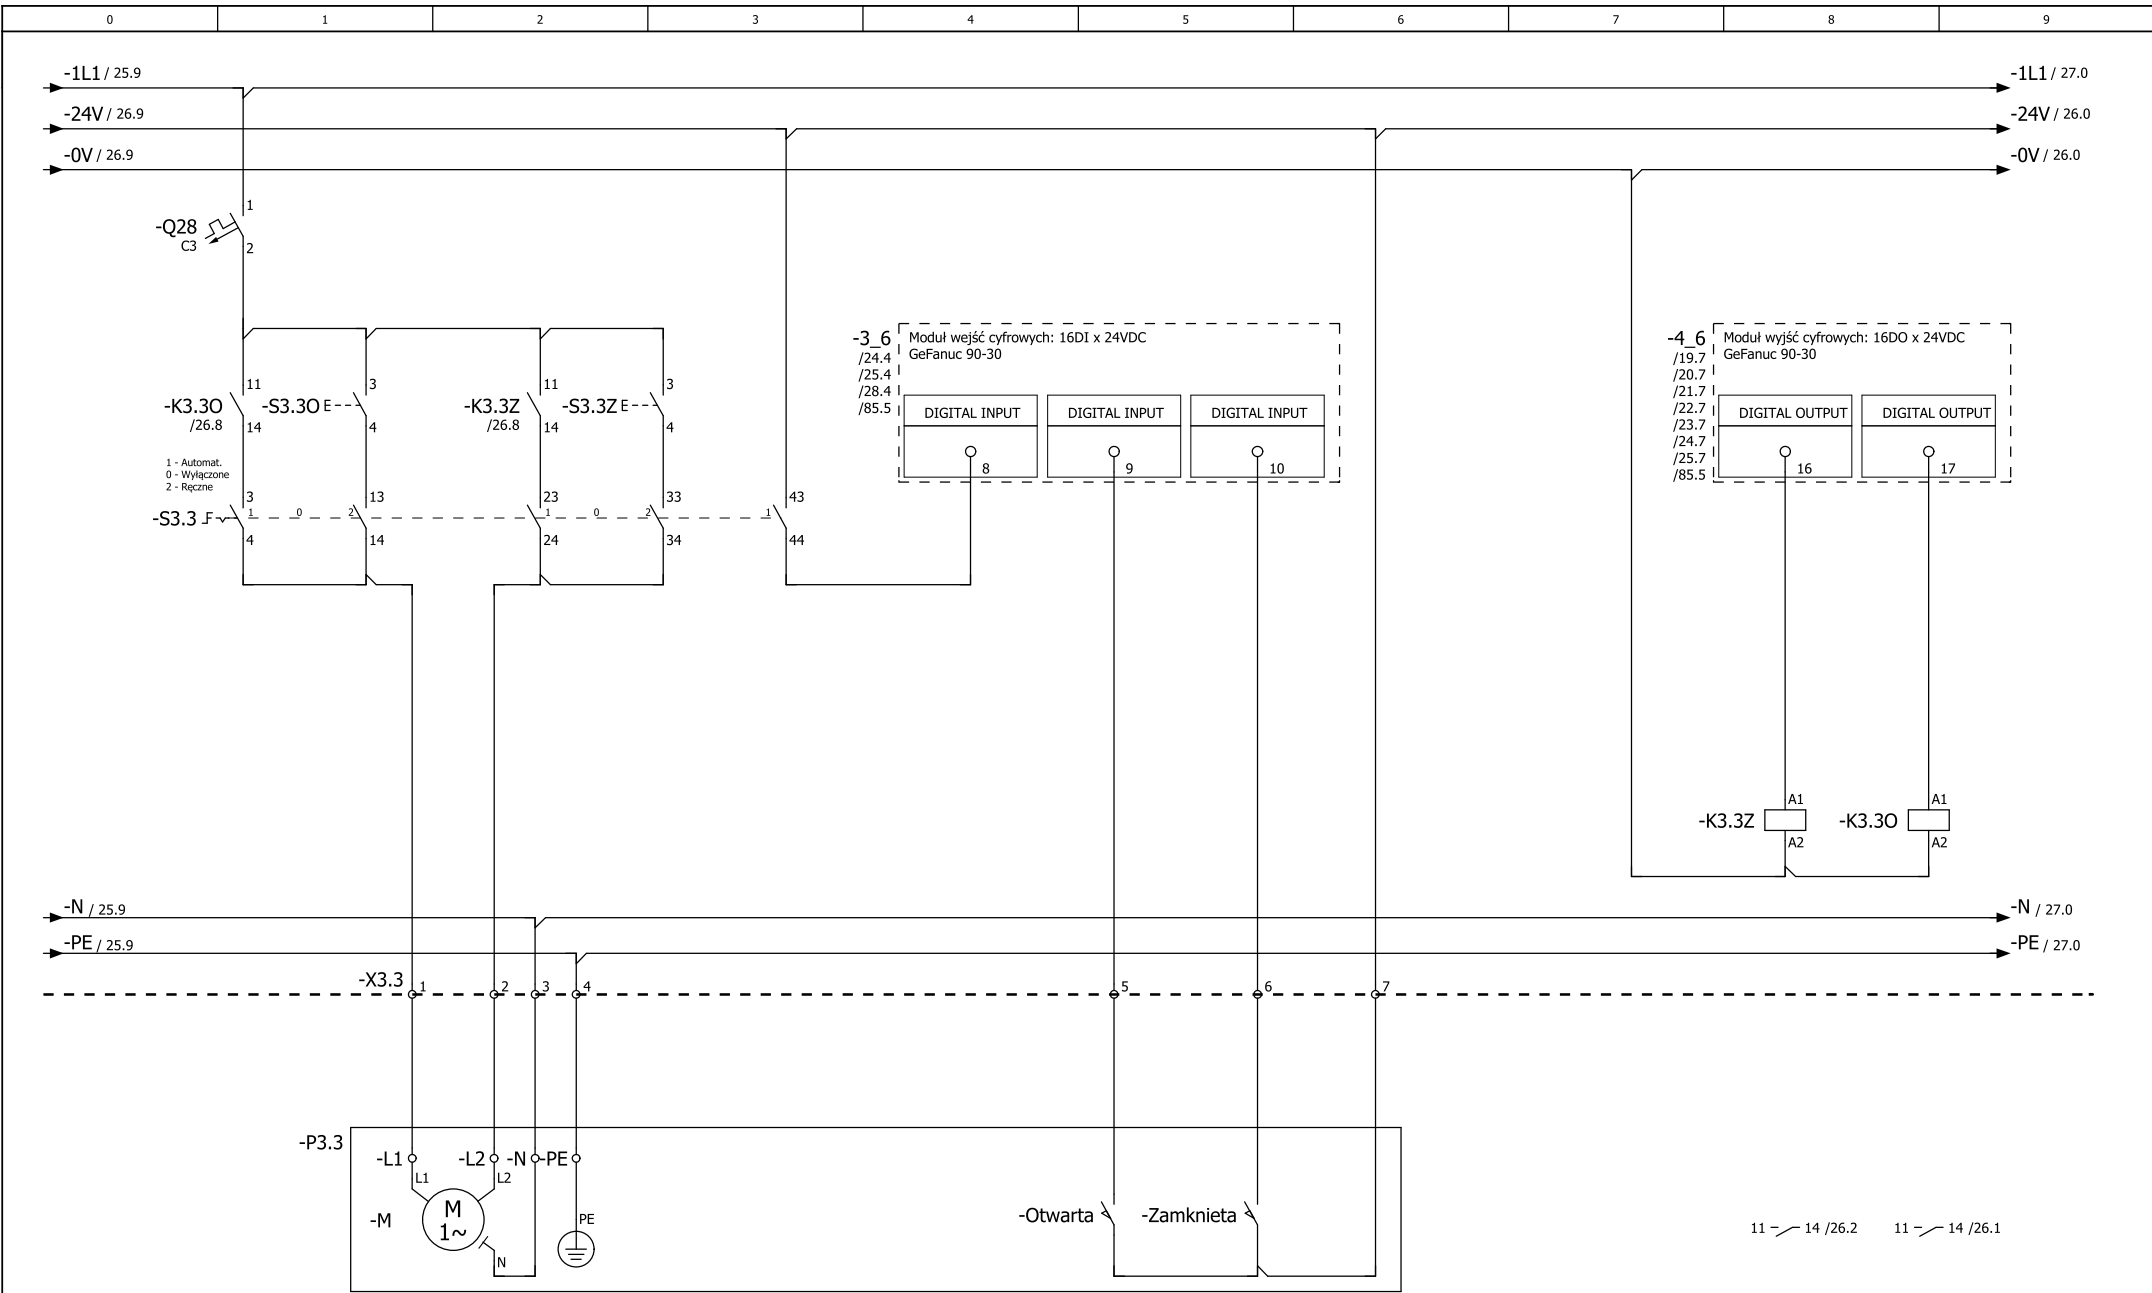 0 1 2 3 4 5 6 7 8 9
-1L1 / 25.9
-1L1 / 27.0
-24V / 26.9
-24V / 26.0
-0V / 26.9
-0V / 26.0
1
-Q28
C3
2
-3_6
/24.4
/25.4
/28.4
/85.5
Moduł wejść cyfrowych: 16DI x 24VDC
GeFanuc 90-30
DIGITAL INPUT
DIGITAL INPUT
DIGITAL INPUT
8
9
10
-4_6
/19.7
/20.7
/21.7
/22.7
/23.7
/24.7
/25.7
/85.5
Moduł wyjść cyfrowych: 16DO x 24VDC
GeFanuc 90-30
DIGITAL OUTPUT
DIGITAL OUTPUT
16
17
11
-K3.3O
/26.8
14
3
-S3.3O
4
11
-K3.3Z
/26.8
14
3
-S3.3Z
4
1 - Automat.
0 - Wyłączone
2 - Ręczne
3 13 23 33 43
-S3.3 1 0 2 1 0 2 1
4 14 24 34 44
A1
-K3.3Z
A2
A1
-K3.3O
A2
-N / 25.9
-N / 27.0
-PE / 25.9
-PE / 27.0
-X3.3 1 2 3 4 5 6 7
-P3.3
-L1 -L2 -N -PE
L1 L2
-M
M
1~
N
PE
-Otwarta
-Zamknieta
11 14 /26.2
11 14 /26.1